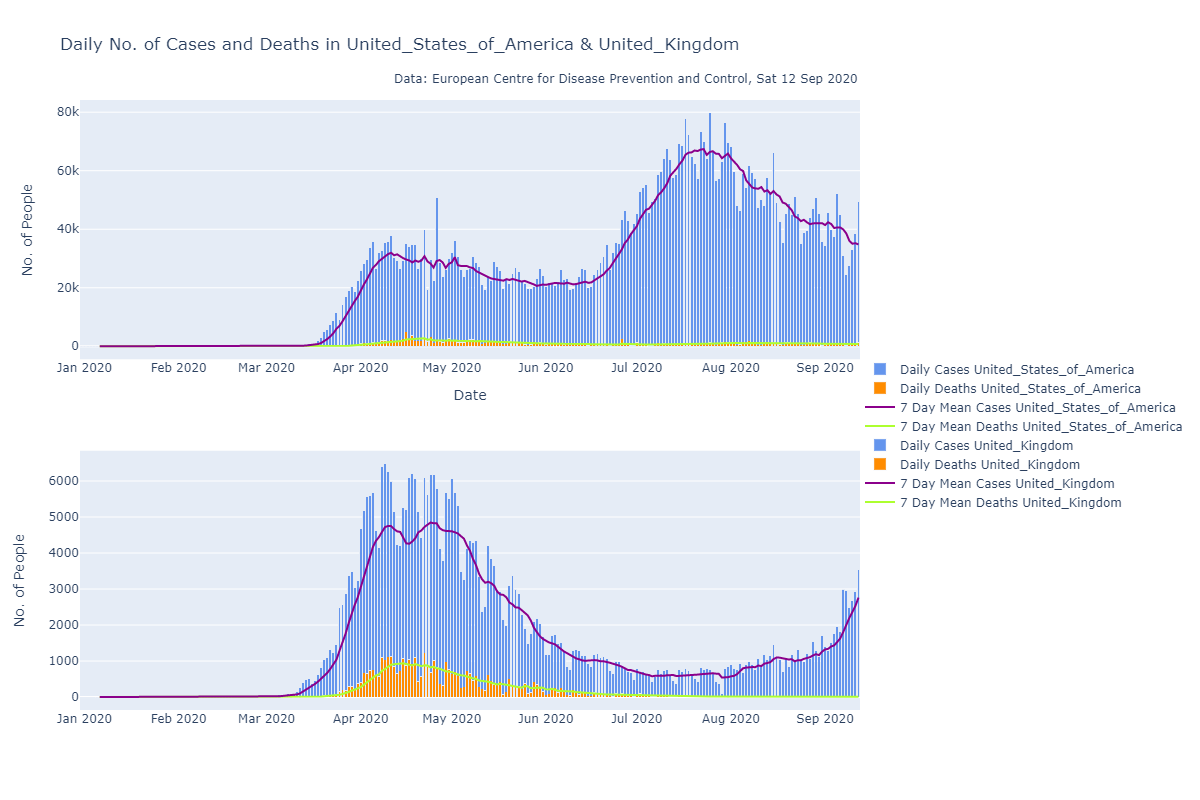 Daily No. of Cases and Deaths in United_States_of_America & United_Kingdom
Data: European Centre for Disease Prevention and Control, Sat 12 Sep 2020
80k
60k
40k
20k
0
No. of People
Jan 2020 Feb 2020 Mar 2020 Apr 2020 May 2020 Jun 2020 Jul 2020 Aug 2020 Sep 2020
Date
Daily Cases United_States_of_America
Daily Deaths United_States_of_America
7 Day Mean Cases United_States_of_America
7 Day Mean Deaths United_States_of_America
Daily Cases United_Kingdom
Daily Deaths United_Kingdom
7 Day Mean Cases United_Kingdom
7 Day Mean Deaths United_Kingdom
6000
5000
4000
3000
2000
1000
0
No. of People
Jan 2020 Feb 2020 Mar 2020 Apr 2020 May 2020 Jun 2020 Jul 2020 Aug 2020 Sep 2020